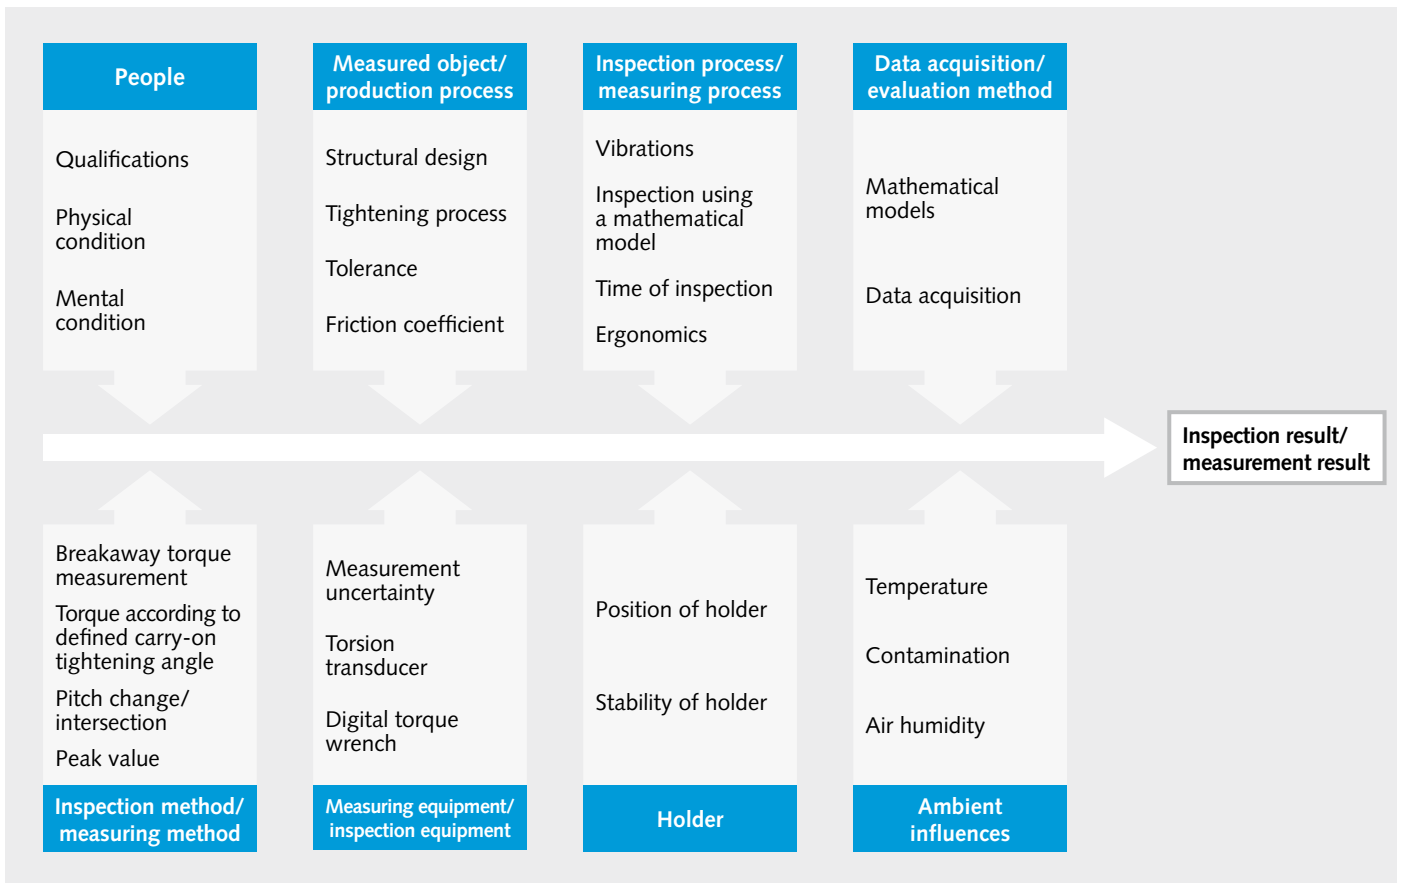 People
Qualifications
Physical
condition
Mental
condition
Measured object/
production process
Structural design
Tightening process
Tolerance
Friction coefficient
Inspection process/
measuring process
Vibrations
Inspection using
a mathematical
model
Time of inspection
Ergonomics
Data acquisition/
evaluation method
Mathematical
models
Data acquisition
Inspection result/
measurement result
Breakaway torque
measurement
Torque according to
defined carry-on
tightening angle
Pitch change/
intersection
Peak value
Inspection method/
measuring method
Measurement
uncertainty
Torsion
transducer
Digital torque
wrench
Measuring equipment/
inspection equipment
Position of holder
Stability of holder
Holder
Temperature
Contamination
Air humidity
Ambient
influences